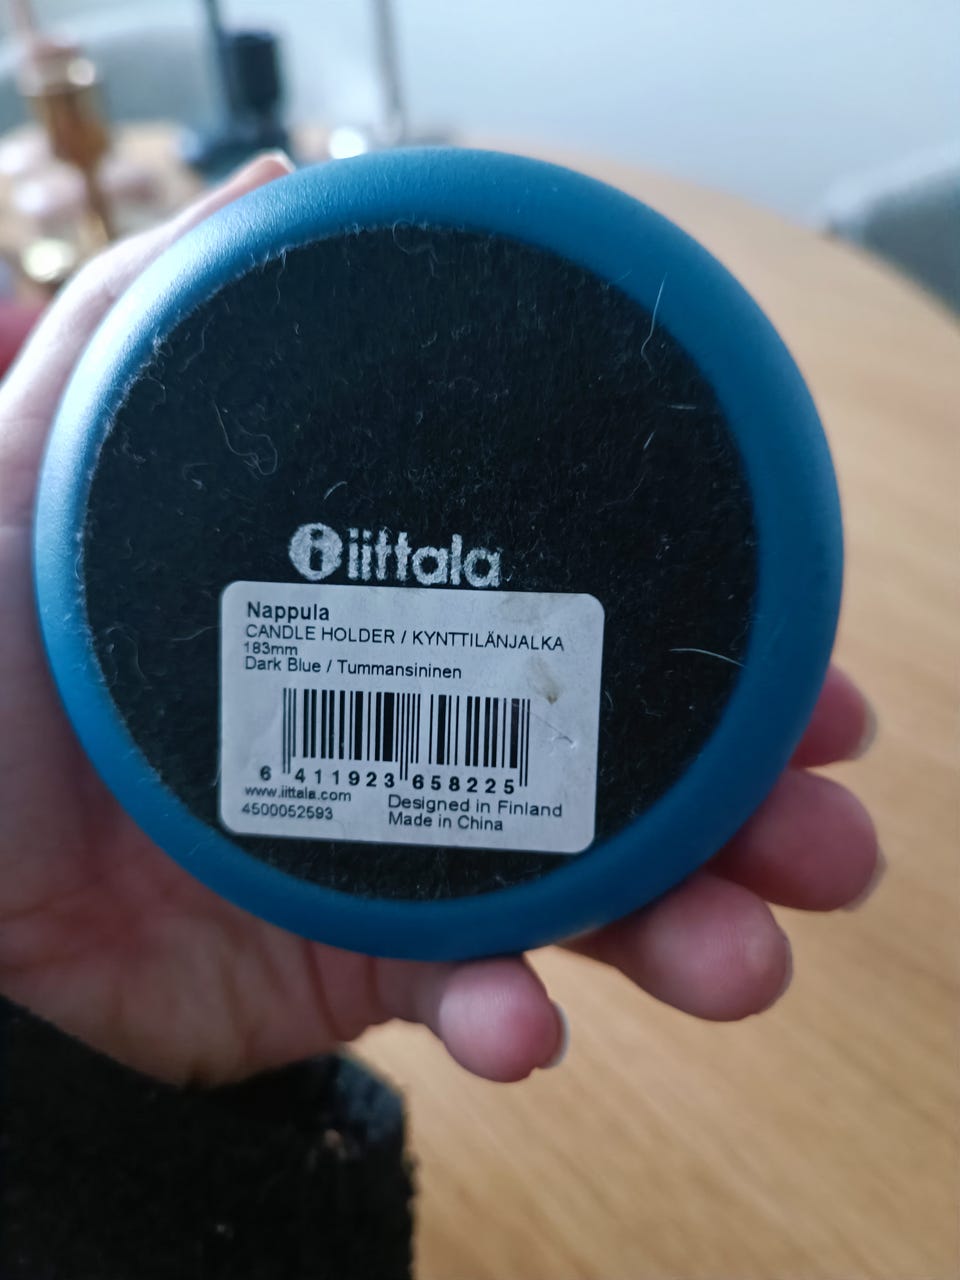 iittala
Nappula
CANDLE HOLDER / KYNTTILÄNJALKA
183mm
Dark Blue / Tummansininen
6 411923 658225
www.iittala.com
4500052593
Designed in Finland
Made in China